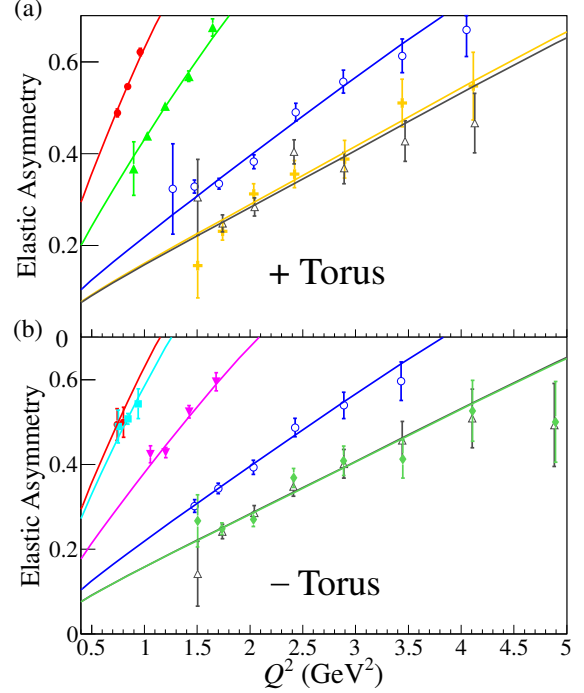 (a)
0.6
0.4
0.2
Elastic Asymmetry
+ Torus
(b)
0
0.6
0.4
0.2
0
Elastic Asymmetry
− Torus
0.5 1 1.5 2 2.5 3 3.5 4 4.5 5
Q² (GeV²)